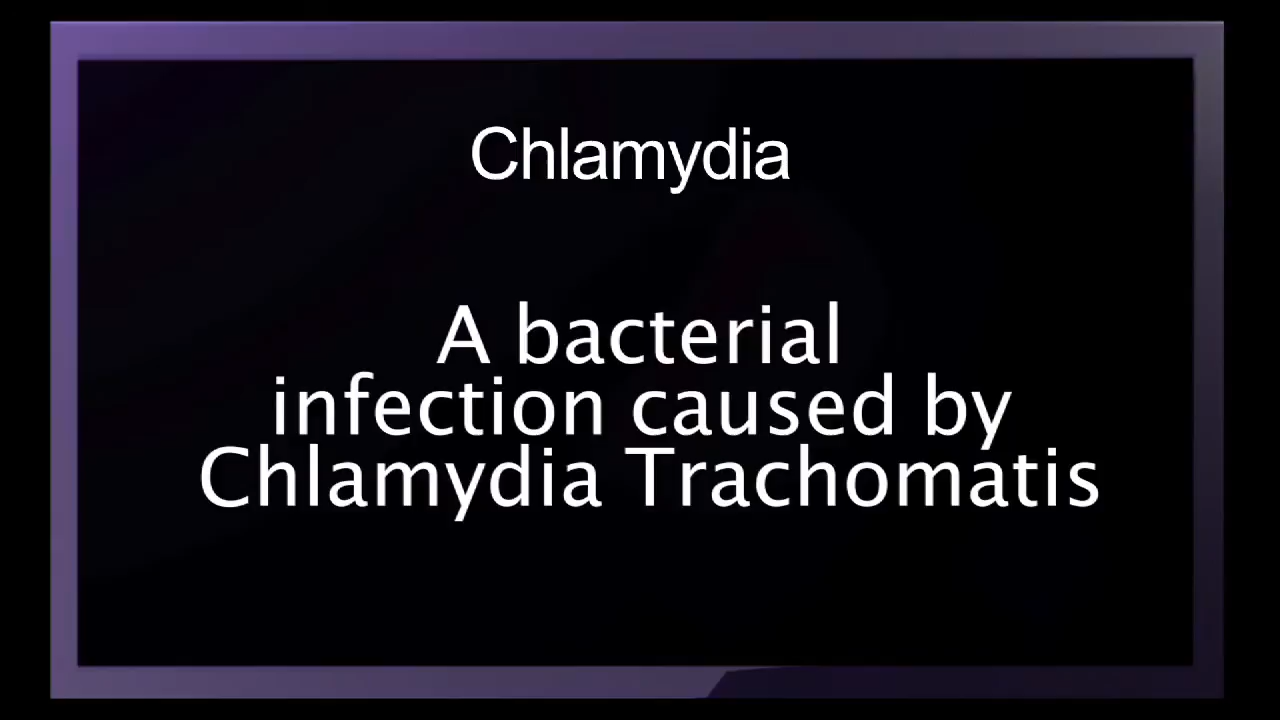 Chlamydia
A bacterial
infection caused by
Chlamydia Trachomatis